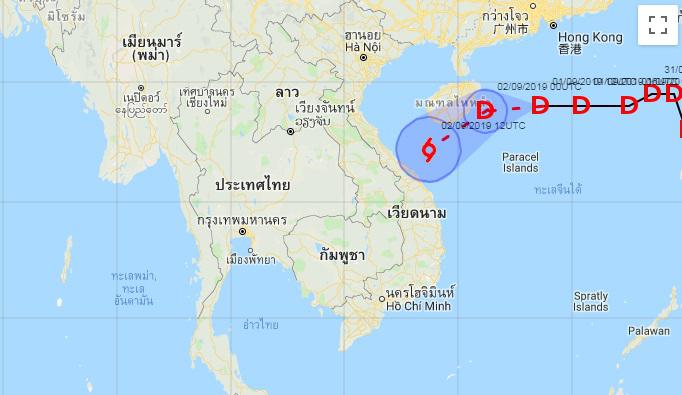 มิโซรัม
กว่างโจว
广州市
Hong Kong
香港
ฮานอย
Hà Nội
เมียนมาร์
(พม่า)
ลาว
เนปิดอว์
နေပြည်တော်
เทศบาลนคร
เชียงใหม่
เวียงจันทน์
ວຽງຈັນ
31/0
01/09/2019
02/09/2019 00UTC
มณฑลไหหลำ
02/09/2019 12UTC
D
D
D
D
Paracel
Islands
ทะเลจีนใต้
ประเทศไทย
กรุงเทพมหานคร
เมืองพัทยา
เวียดนาม
กัมพูชา
ทะเลพม่า,
ทะเล
อันดามัน
นครโฮจิมินห์
Hồ Chí Minh
อ่าวไทย
Spratly
Islands
Palawan